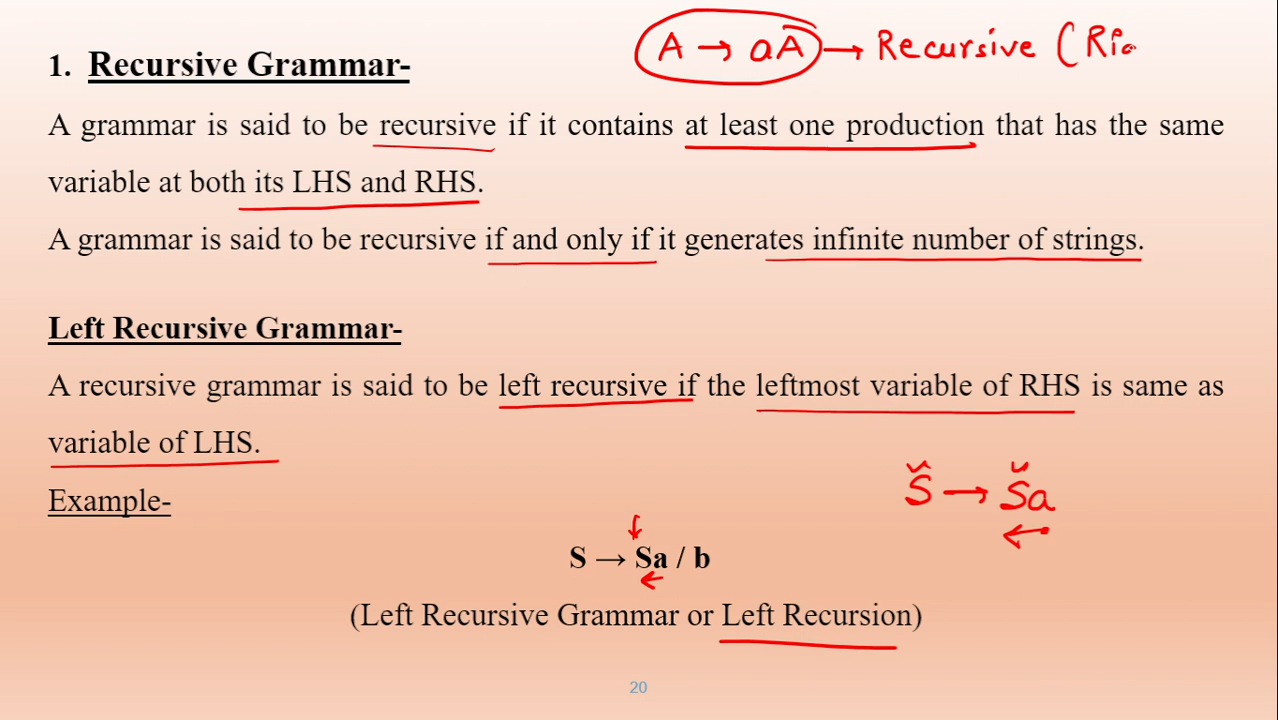 A → aA → Recursive (Ri
1. Recursive Grammar-
A grammar is said to be recursive if it contains at least one production that has the same
variable at both its LHS and RHS.
A grammar is said to be recursive if and only if it generates infinite number of strings.
Left Recursive Grammar-
A recursive grammar is said to be left recursive if the leftmost variable of RHS is same as
variable of LHS.
S → Sa
Example-
S → Sa / b
(Left Recursive Grammar or Left Recursion)
20